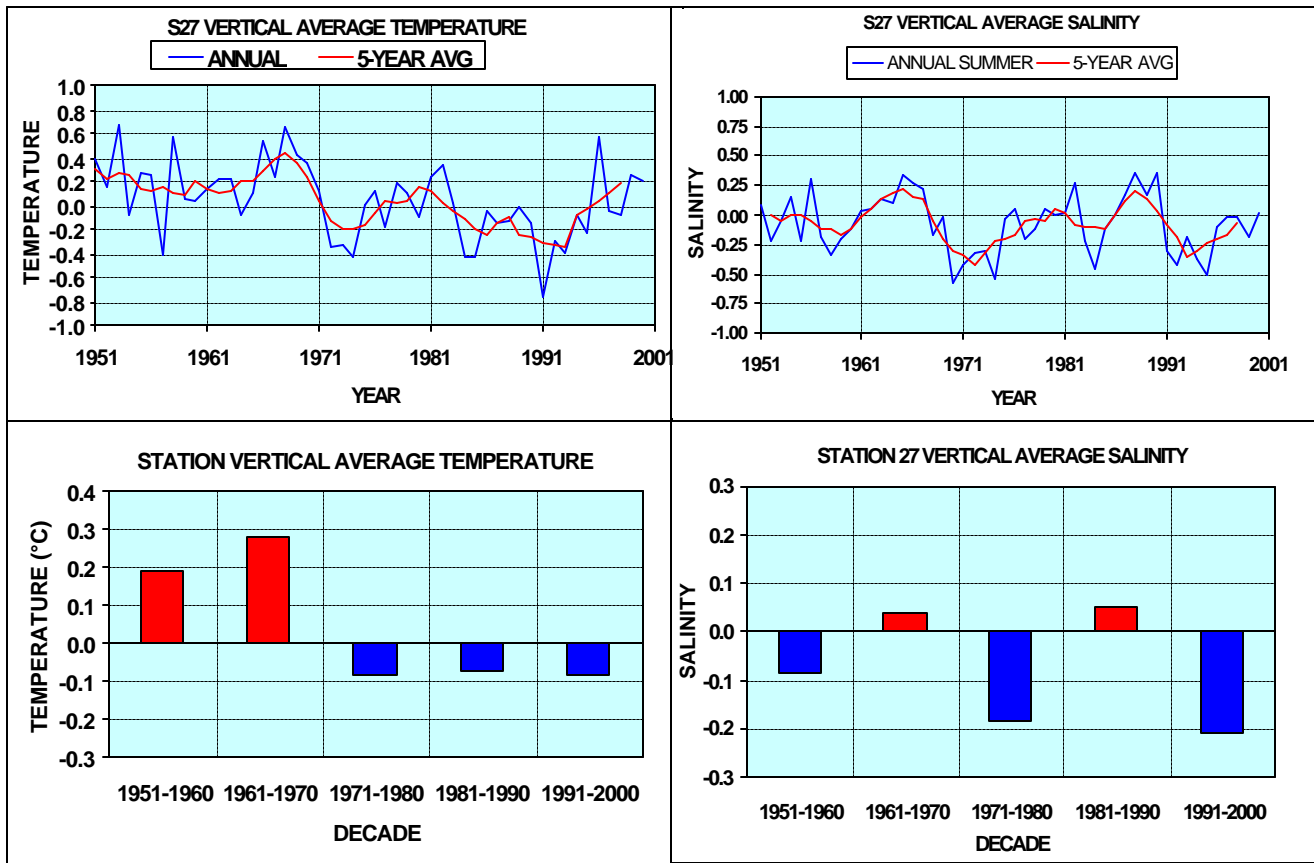 S27 VERTICAL AVERAGE TEMPERATURE
ANNUAL 5-YEAR AVG
TEMPERATURE
1.0
0.8
0.6
0.4
0.2
0.0
-0.2
-0.4
-0.6
-0.8
-1.0
1951 1961 1971 1981 1991 2001
YEAR
S27 VERTICAL AVERAGE SALINITY
ANNUAL SUMMER 5-YEAR AVG
SALINITY
1.00
0.75
0.50
0.25
0.00
-0.25
-0.50
-0.75
-1.00
1951 1961 1971 1981 1991 2001
YEAR
STATION VERTICAL AVERAGE TEMPERATURE
TEMPERATURE (°C)
0.4
0.3
0.2
0.1
0.0
-0.1
-0.2
-0.3
1951-1960 1961-1970 1971-1980 1981-1990 1991-2000
DECADE
STATION 27 VERTICAL AVERAGE SALINITY
SALINITY
0.3
0.2
0.1
0.0
-0.1
-0.2
-0.3
1951-1960 1961-1970 1971-1980 1981-1990 1991-2000
DECADE